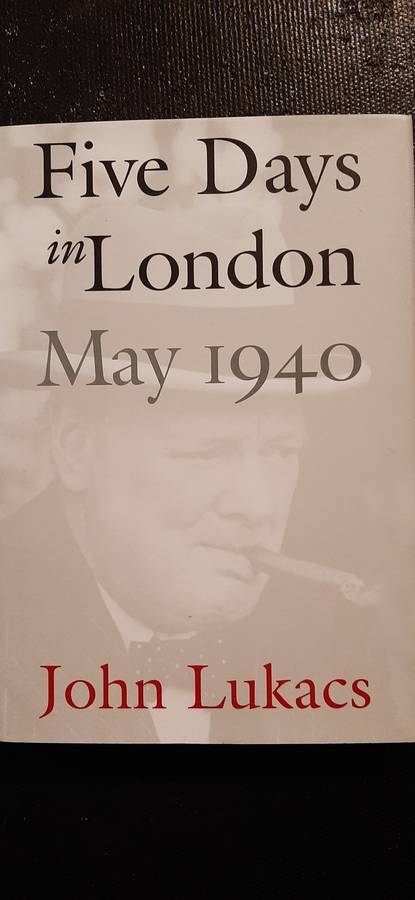 Five Days
in London
May 1940
John Lukacs